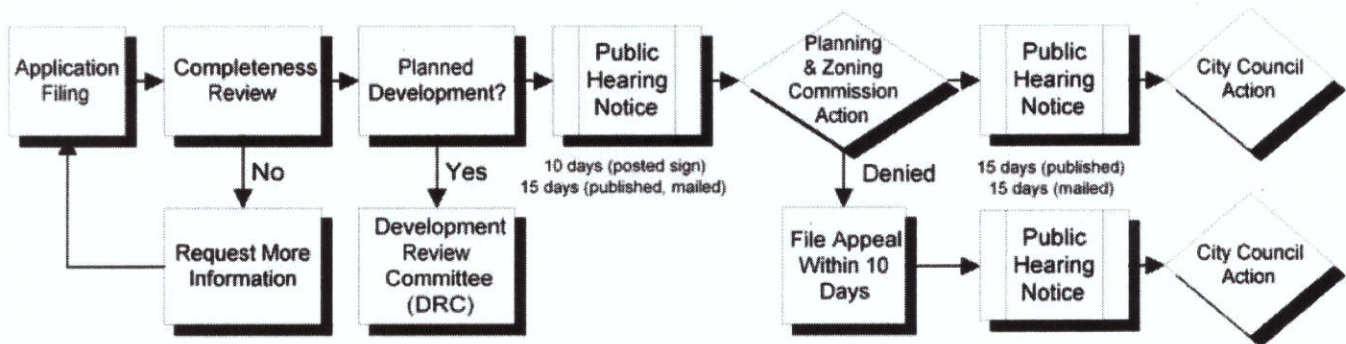 Application
Filing
Completeness
Review
Planned
Development?
Public
Hearing
Notice
10 days (posted sign)
15 days (published, mailed)
Planning
& Zoning
Commission
Action
Public
Hearing
Notice
15 days (published)
15 days (mailed)
City Council
Action
No
Yes
Denied
Request More
Information
Development
Review
Committee
(DRC)
File Appeal
Within 10
Days
Public
Hearing
Notice
City Council
Action